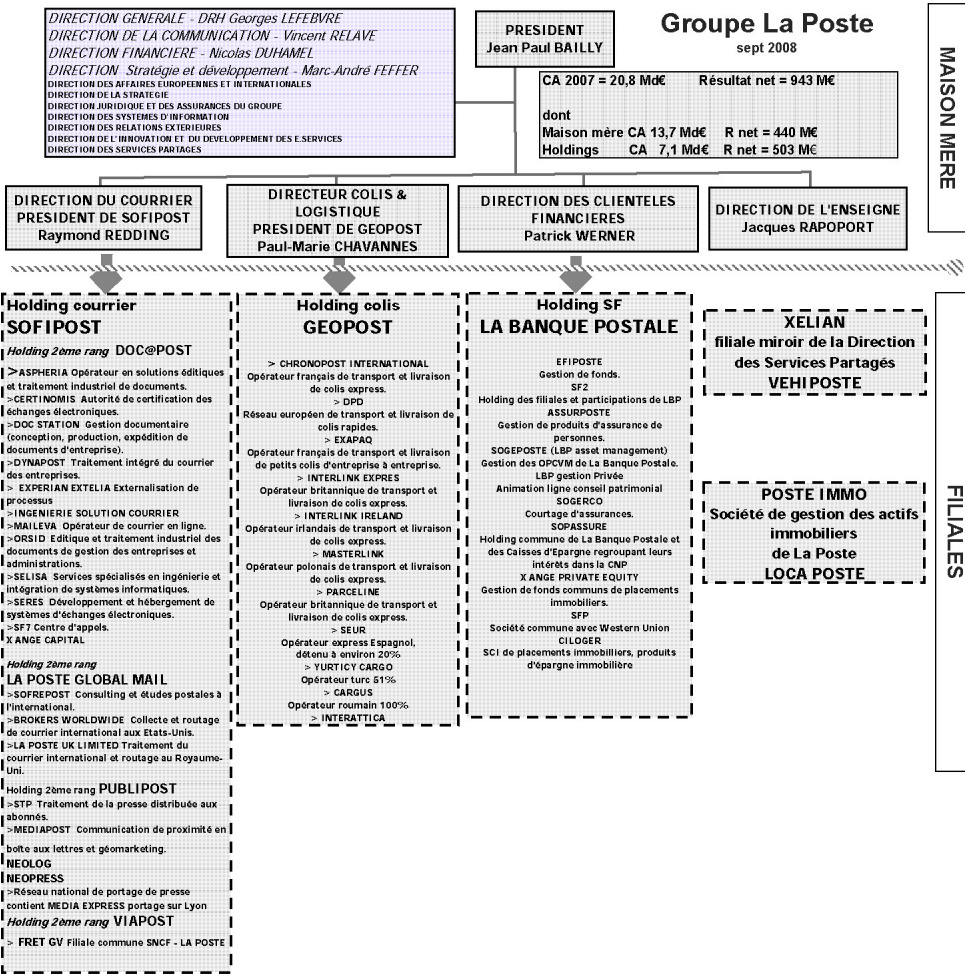 DIRECTION GENERALE - DRH Georges LEFEBVRE
DIRECTION DE LA COMMUNICATION - Vincent RELAVE
DIRECTION FINANCIERE - Nicolas DUHAMEL
DIRECTION Stratégie et développement - Marc-André FEFFER
DIRECTION DES AFFAIRES EUROPEENNES ET INTERNATIONALES
DIRECTION DE LA STRATEGIE
DIRECTION JURIDIQUE ET DES ASSURANCES DU GROUPE
DIRECTION DES SYSTEMES D'INFORMATION
DIRECTION DES RELATIONS EXTERIEURES
DIRECTION DE L'INNOVATION ET DU DEVELOPPEMENT DES E.SERVICES
DIRECTION DES SERVICES PARTAGES
PRESIDENT
Jean Paul BAILLY
Groupe La Poste
sept 2008
CA 2007 = 20,8 Md€ Résultat net = 943 M€
dont
Maison mère CA 13,7 Md€ R net = 440 M€
Holdings CA 7,1 Md€ R net = 503 M€
MAISON MERE
DIRECTION DU COURRIER
PRESIDENT DE SOFIPOST
Raymond REDDING
DIRECTEUR COLIS &
LOGISTIQUE
PRESIDENT DE GEOPOST
Paul-Marie CHAVANNES
DIRECTION DES CLIENTELES
FINANCIERES
Patrick WERNER
DIRECTION DE L'ENSEIGNE
Jacques RAPOPORT
Holding courrier
SOFIPOST
Holding 2ème rang DOC@POST
>ASPHERIA Opérateur en solutions éditiques
et traitement industriel de documents.
>CERTINOMIS Autorité de certification des
échanges électroniques.
>DOC STATION Gestion documentaire
(conception, production, expédition de
documents d'entreprise).
>DYNAPOST Traitement intégré du courrier
des entreprises.
> EXPERIAN EXTELIA Externalisation de
processus
>INGENIERIE SOLUTION COURRIER
>MAILEVA Opérateur de courrier en ligne.
>ORSID Editique et traitement industriel des
documents de gestion des entreprises et
administrations.
>SELISA Services spécialisés en ingénierie et
intégration de systèmes informatiques.
>SERES Développement et hébergement de
systèmes d'échanges électroniques.
>SF7 Centre d'appels.
XANGE CAPITAL
Holding 2ème rang
LA POSTE GLOBAL MAIL
>SOFREPOST Consulting et études postales à
l'international.
>BROKERS WORLDWIDE Collecte et routage
de courrier international aux Etats-Unis.
>LA POSTE UK LIMITED Traitement du
courrier international et routage au Royaume-
Uni.
Holding 2ème rang PUBLIPOST
>STP Traitement de la presse distribuée aux
abonnés.
>MEDIAPOST Communication de proximité en
boîte aux lettres et géomarketing.
NEOLOG
NEOPRESS
>Réseau national de portage de presse
contient MEDIA EXPRESS portage sur Lyon
Holding 2ème rang VIAPOST
> FRET GV Filiale commune SNCF - LA POSTE
Holding colis
GEOPOST
> CHRONOPOST INTERNATIONAL
Opérateur français de transport et livraison
de colis express.
> DPD
Réseau européen de transport et livraison de
colis rapides.
> EXAPAQ
Opérateur français de transport et livraison
de petits colis d'entreprise à entreprise.
> INTERLINK EXPRES
Opérateur britannique de transport et
livraison de colis express.
> INTERLINK IRELAND
Opérateur irlandais de transport et livraison
de colis express.
> MASTERLINK
Opérateur polonais de transport et livraison
de colis express.
> PARCELINE
Opérateur britannique de transport et
livraison de colis express.
> SEUR
Opérateur express Espagnol,
détenu à environ 20%
> YURTICY CARGO
Opérateur turc 51%
> CARGUS
Opérateur roumain 100%
> INTERATTICA
Holding SF
LA BANQUE POSTALE
EFIPOSTE
Gestion de fonds.
SF2
Holding des filiales et participations de LBP
ASSURPOSTE
Gestion de produits d'assurance de
personnes.
SOGEPOSTE (LBP asset management)
Gestion des OPCVM de La Banque Postale.
LBP gestion Privée
Animation ligne conseil patrimonial
SOGERCO
Courtage d'assurances.
SOPASSURE
Holding commune de La Banque Postale et
des Caisses d'Epargne regroupant leurs
intérêts dans la CNP
XANGE PRIVATE EQUITY
Gestion de fonds communs de placements
immobiliers.
SFP
Société commune avec Western Union
CILOGER
SCI de placements immobilliers, produits
d'épargne immobilière
XELIAN
filiale miroir de la Direction
des Services Partagés
VEHIPOSTE
POSTE IMMO
Société de gestion des actifs
immobiliers
de La Poste
LOCA POSTE
FILIALES